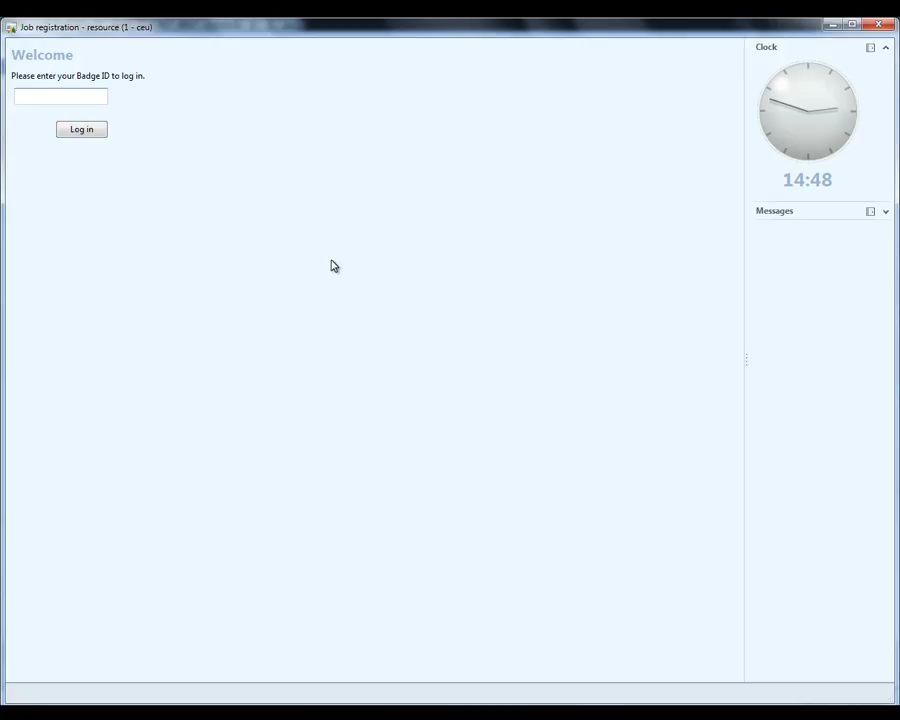 Job registration - resource (1 - ceu)
Welcome
Please enter your Badge ID to log in.
Log in
Clock
14:48
Messages